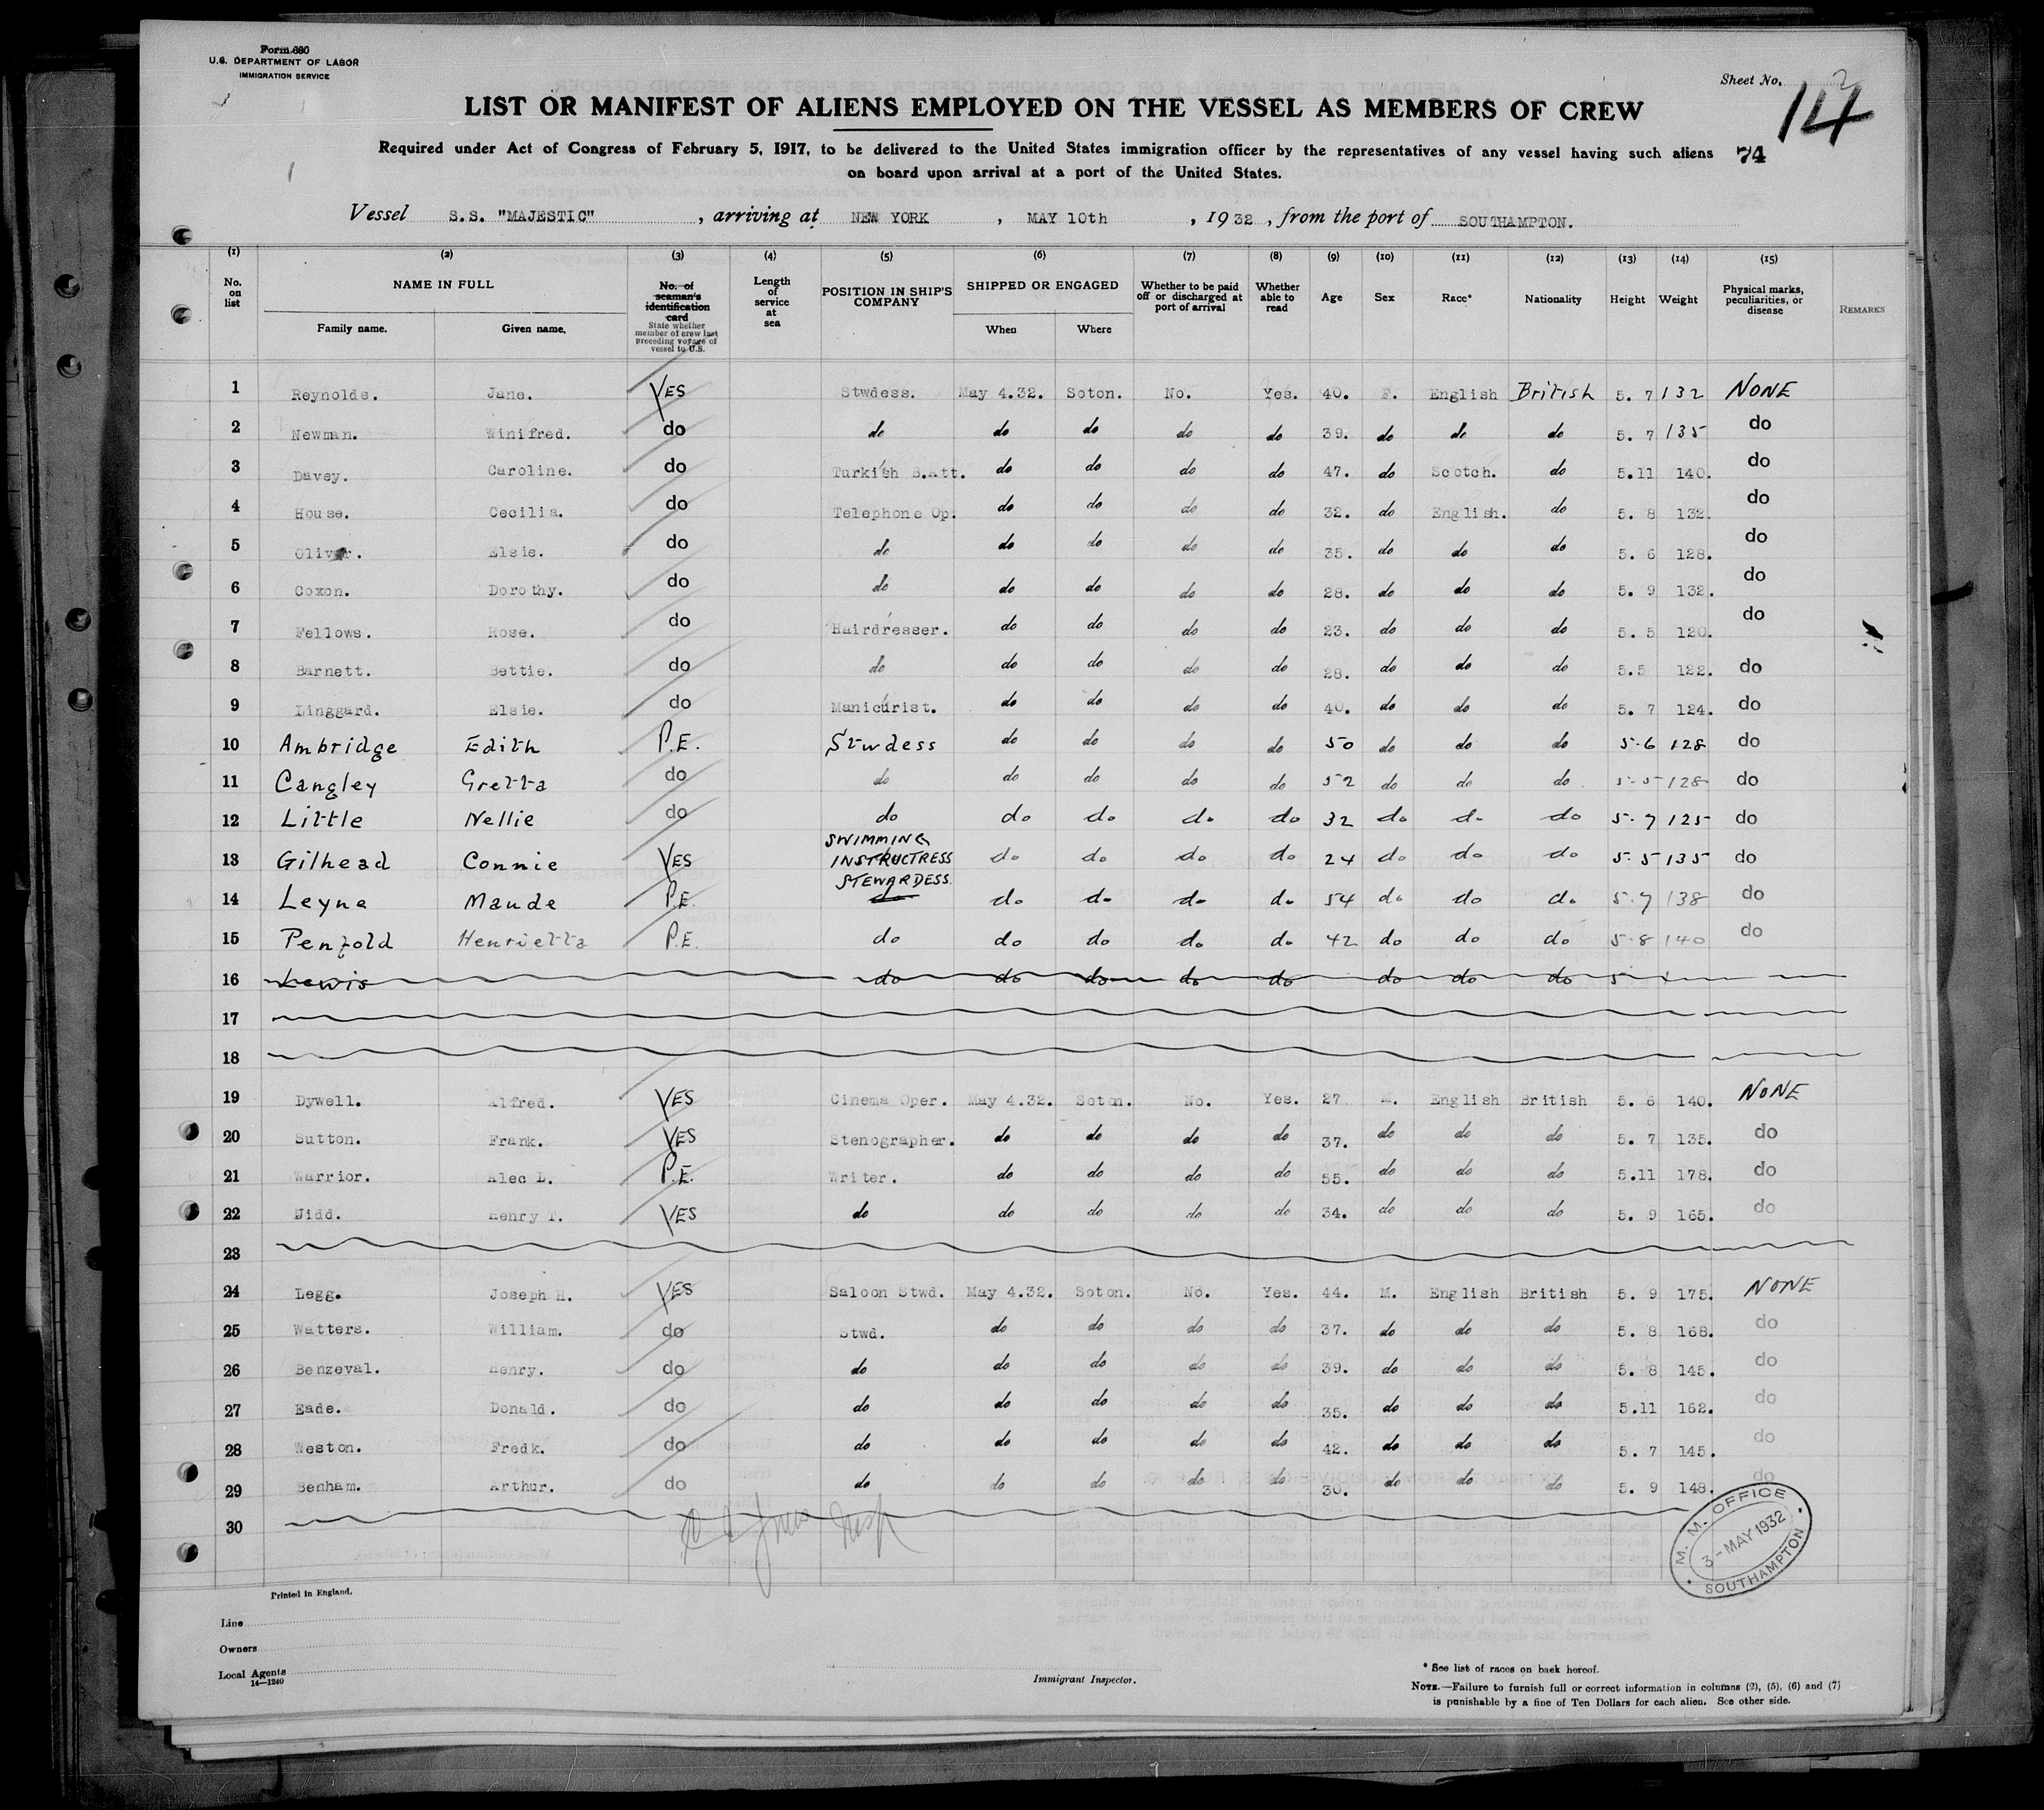 Form 680
U.S. DEPARTMENT OF LABOR
IMMIGRATION SERVICE
Sheet No. 2
14
LIST OR MANIFEST OF ALIENS EMPLOYED ON THE VESSEL AS MEMBERS OF CREW
Required under Act of Congress of February 5, 1917, to be delivered to the United States immigration officer by the representatives of any vessel having such aliens 74
on board upon arrival at a port of the United States.
Vessel S.S. "MAJESTIC", arriving at NEW YORK, MAY 10th, 1932, from the port of SOUTHAMPTON.
(1) (2) (3) (4) (5) (6) (7) (8) (9) (10) (11) (12) (13) (14) (15)
No. on list NAME IN FULL Family name. Given name. No. of seaman's identification card State whether member of crew last preceding voyage of vessel to U.S. Length of service at sea POSITION IN SHIP'S COMPANY SHIPPED OR ENGAGED When Where Whether to be paid off or discharged at port of arrival Whether able to read Age Sex Race* Nationality Height Weight Physical marks, peculiarities, or disease REMARKS
1 Reynolds. Jane. YES Stwdess. May 4.32. Soton. No. Yes. 40. F. English British 5. 7 132 NONE
2 Newman. Winifred. do do do do do do 39. do do do 5. 7 135 do
3 Davey. Caroline. do Turkish B.Att. do do do do 47. do Scotch. do 5.11 140. do
4 House. Cecilia. do Telephone Op. do do do do 32. do English. do 5. 8 132. do
5 Oliver. Elsie. do do do do do do 35. do do do 5. 6 128. do
6 Coxon. Dorothy. do do do do do do 28. do do do 5. 9 132. do
7 Fellows. Rose. do Hairdresser. do do do do 23. do do do 5. 5 120. do
8 Barnett. Bettie. do do do do do do 28. do do do 5.5 122. do
9 Linggard. Elsie. do Manicurist. do do do do 40. do do do 5. 7 124. do
10 Ambridge Edith P.E. Stwdess do do do do 50 do do do 5.6 128 do
11 Cangley Gretta do do do do do do 52 do do do 5-5 128 do
12 Little Nellie do do do do do do 32 do do do 5.7 125 do
13 Gilhead Connie YES SWIMMING INSTRUCTRESS do do do do 24 do do do 5.5 135 do
14 Leyne Maude P.E. STEWARDESS. do do do do do 54 do do do 5.7 138 do
15 Penfold Henrietta P.E. do do do do do 42 do do do 5.8 140 do
16 Lewis do do do do do do do do 5
17
18
19 Dywell. Alfred. YES Cinema Oper. May 4.32. Soton. No. Yes. 27 M. English British 5. 6 140. NONE
20 Sutton. Frank. YES Stenographer. do do do do 37. do do do 5. 7 135. do
21 Warrior. Alec L. P.E. Writer. do do do do 55. do do do 5.11 178. do
22 Nidd. Henry T. YES do do do do do 34. do do do 5. 9 165. do
23
24 Legg. Joseph H. YES Saloon Stwd. May 4.32. Soton. No. Yes. 44. M. English British 5. 9 175. NONE
25 Watters. William. do Stwd. do do do do 37. do do do 5. 8 168. do
26 Benzeval. Henry. do do do do do do 39. do do do 5. 8 145. do
27 Eade. Donald. do do do do do do 35. do do do 5.11 162. do
28 Weston. Fredk. do do do do do do 42. do do do 5. 7 145. do
29 Benham. Arthur. do do do do do do 30. do do do 5. 9 148. do
30
M. M. OFFICE
3-MAY 1932
SOUTHAMPTON
Printed in England.
Line
Owners
Local Agents
14—1240
Immigrant Inspector.
* See list of races on back hereof.
NOTE.—Failure to furnish full or correct information in columns (2), (5), (6) and (7)
is punishable by a fine of Ten Dollars for each alien. See other side.